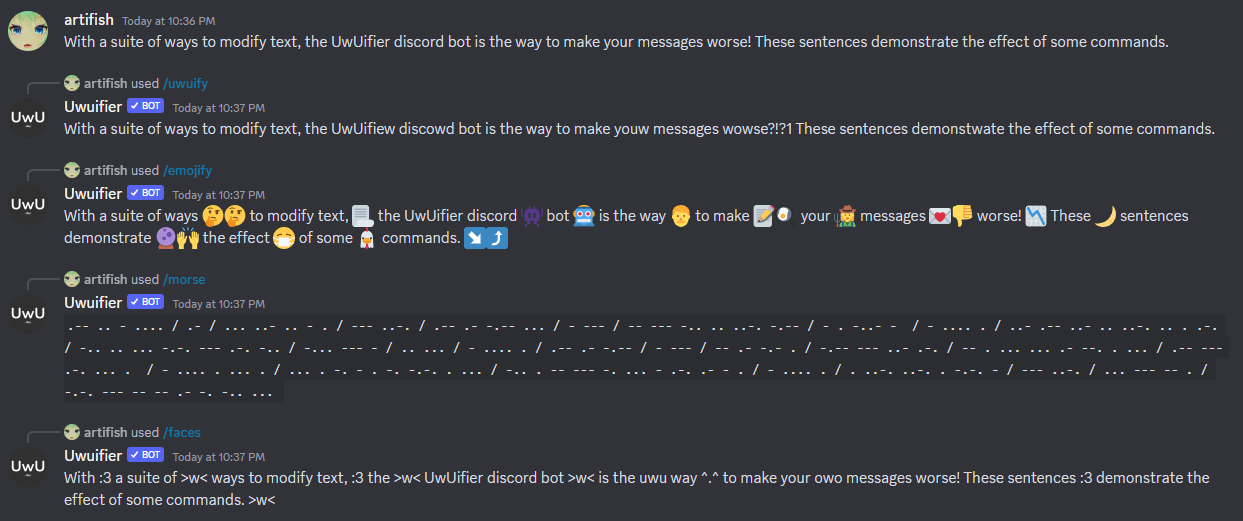 artifish Today at 10:36 PM
With a suite of ways to modify text, the UwUifier discord bot is the way to make your messages worse! These sentences demonstrate the effect of some commands.
artifish used /uwuify
UwU
Uwuifier ✓ BOT Today at 10:37 PM
With a suite of ways to modify text, the UwUifiew discowd bot is the way to make youw messages wowse?!?1 These sentences demonstwate the effect of some commands.
artifish used /emojify
UwU
Uwuifier ✓ BOT Today at 10:37 PM
With a suite of ways 🤔🤔 to modify text, 📃 the UwUifier discord 👾 bot 🤖 is the way 👨 to make 📝🍳 your 👩‍🌾 messages 💌👎 worse! 📉 These 🌙 sentences
demonstrate 🔮🙌 the effect 😷 of some 🐔 commands. ↘️⤴️
artifish used /morse
UwU
Uwuifier ✓ BOT Today at 10:37 PM
.-- .. - .... / .- / ... ..- .. - . / --- ..-. / .-- .- -.-- ... / - --- / -- --- -.. .. ..-. -.-- / - . -..- - / - .... . / ..- .-- ..- .. ..-. .. . .-.
/ -.. .. ... -.-. --- .-. -.. / -... --- - / .. ... / - .... . / .-- .- -.-- / - --- / -- .- -.- . / -.-- --- ..- .-. / -- . ... ... .- --. . ... / .-- ---
.-. ... . / - .... . ... . / ... . -. - . -. -.-. . ... / -.. . -- --- -. ... - .-. .- - . / - .... . / . ..-. ..-. . -.-. - / --- ..-. / ... --- -- . /
-.-. --- -- -- .- -. -.. ...
artifish used /faces
UwU
Uwuifier ✓ BOT Today at 10:37 PM
With :3 a suite of >w< ways to modify text, :3 the >w< UwUifier discord bot >w< is the uwu way ^.^ to make your owo messages worse! These sentences :3 demonstrate the
effect of some commands. >w<